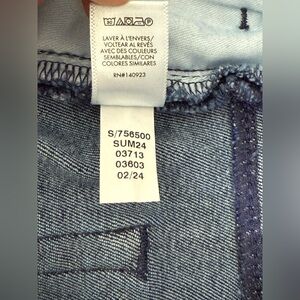 LAVER À L'ENVERS/
VOLTEAR AL REVÉS
AVEC DES COULEURS
SEMBLABLES/CON
COLORES SIMILARES
RN#140923
S/756500
SUM24
03713
03603
02/24